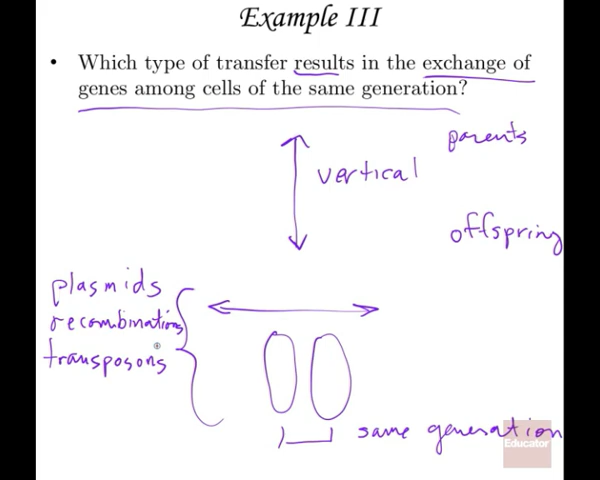 Example III
• Which type of transfer results in the exchange of
genes among cells of the same generation?
parents
vertical
offspring
plasmids
recombinations
transposons
same generation
Educator